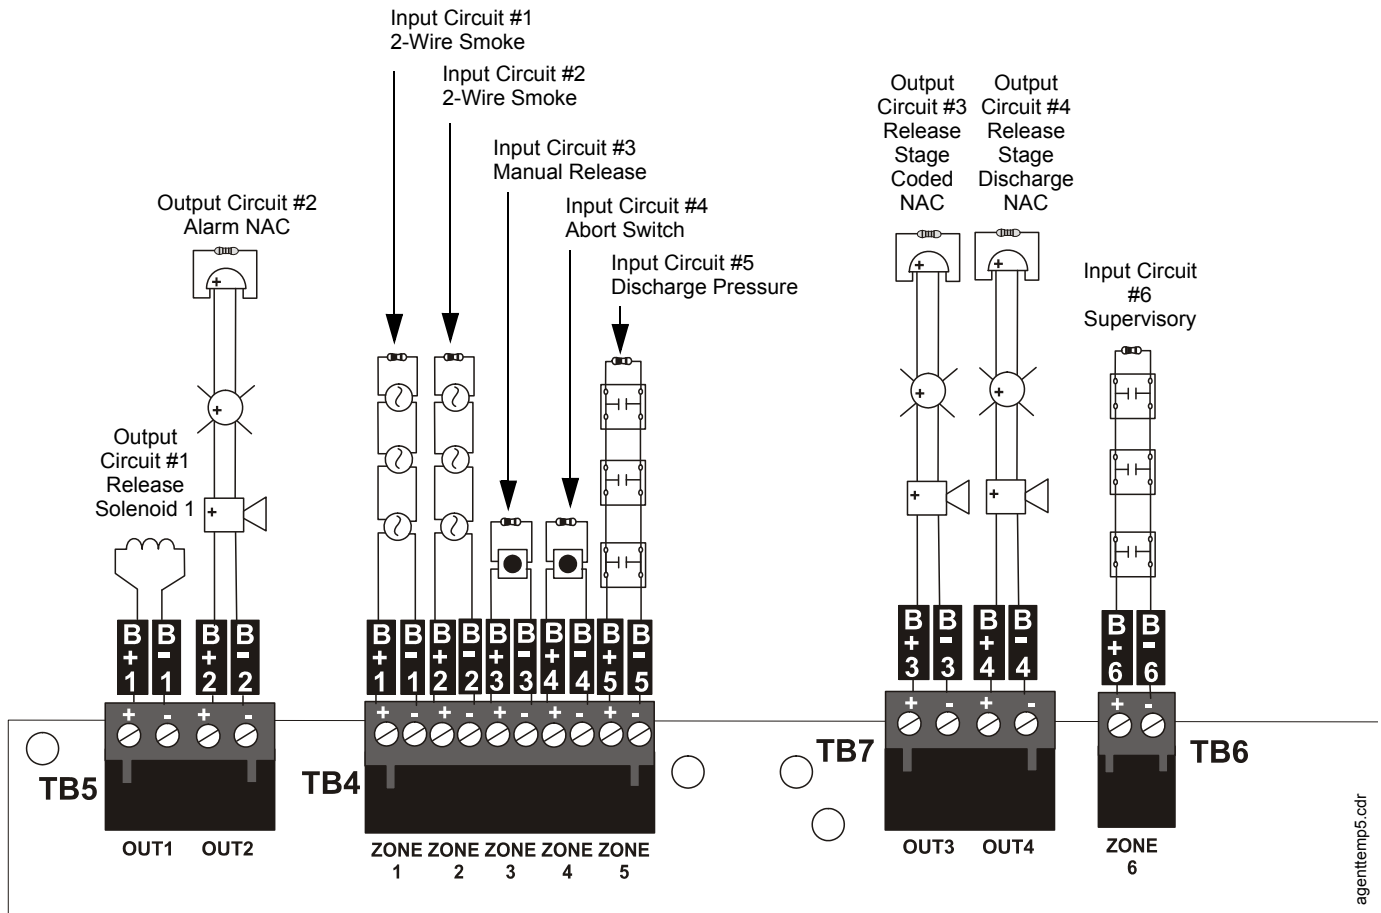 Input Circuit #1
2-Wire Smoke
Input Circuit #2
2-Wire Smoke
Input Circuit #3
Manual Release
Input Circuit #4
Abort Switch
Input Circuit #5
Discharge Pressure
Output Circuit #2
Alarm NAC
Output
Circuit #1
Release
Solenoid 1
Output
Circuit #3
Release
Stage
Coded
NAC
Output
Circuit #4
Release
Stage
Discharge
NAC
Input Circuit
#6
Supervisory
+
+
+
+
+
+
+
+
+
B+1
B-1
B+2
B-2
B+1
B-1
B+2
B-2
B+3
B-3
B+4
B-4
B+5
B-5
B+3
B-3
B+4
B-4
B+6
B-6
+ - + -
+ - + - + - + - + -
+ - + -
+ -
TB5
TB4
TB7
TB6
OUT1 OUT2
ZONE 1
ZONE 2
ZONE 3
ZONE 4
ZONE 5
OUT3 OUT4
ZONE 6
agenttemp5.cdr